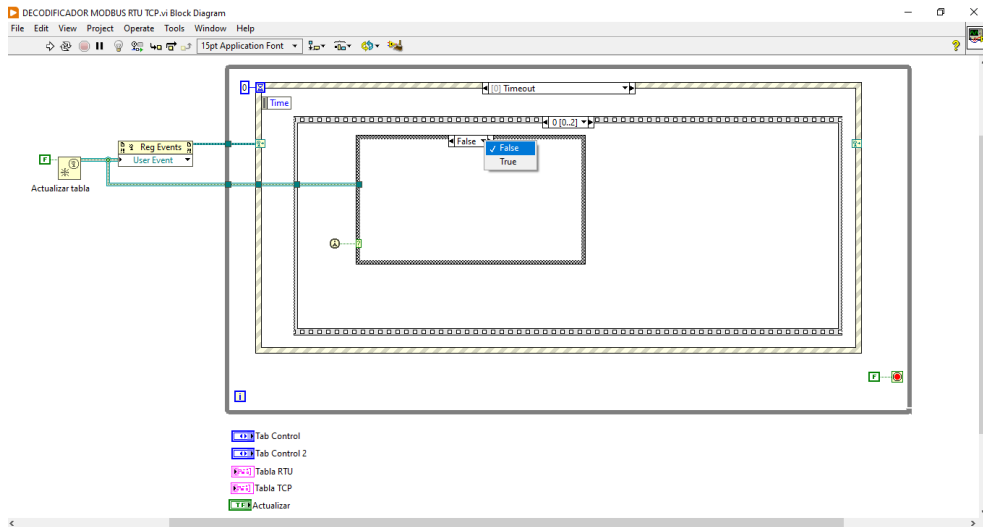 DECODIFICADOR MODBUS RTU TCP.vi Block Diagram
File Edit View Project Operate Tools Window Help
15pt Application Font
0
[0] Timeout
Time
0 [0..2]
False
False
True
Reg Events
User Event
F
Actualizar tabla
?
F
i
Tab Control
Tab Control 2
Tabla RTU
Tabla TCP
TF Actualizar